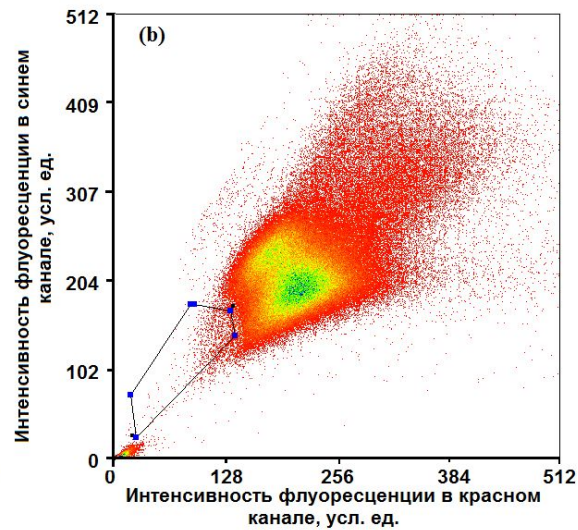 (b)
Интенсивность флуоресценции в синем
канале, усл. ед.
512
409
307
204
102
0
0 128 256 384 512
Интенсивность флуоресценции в красном
канале, усл. ед.